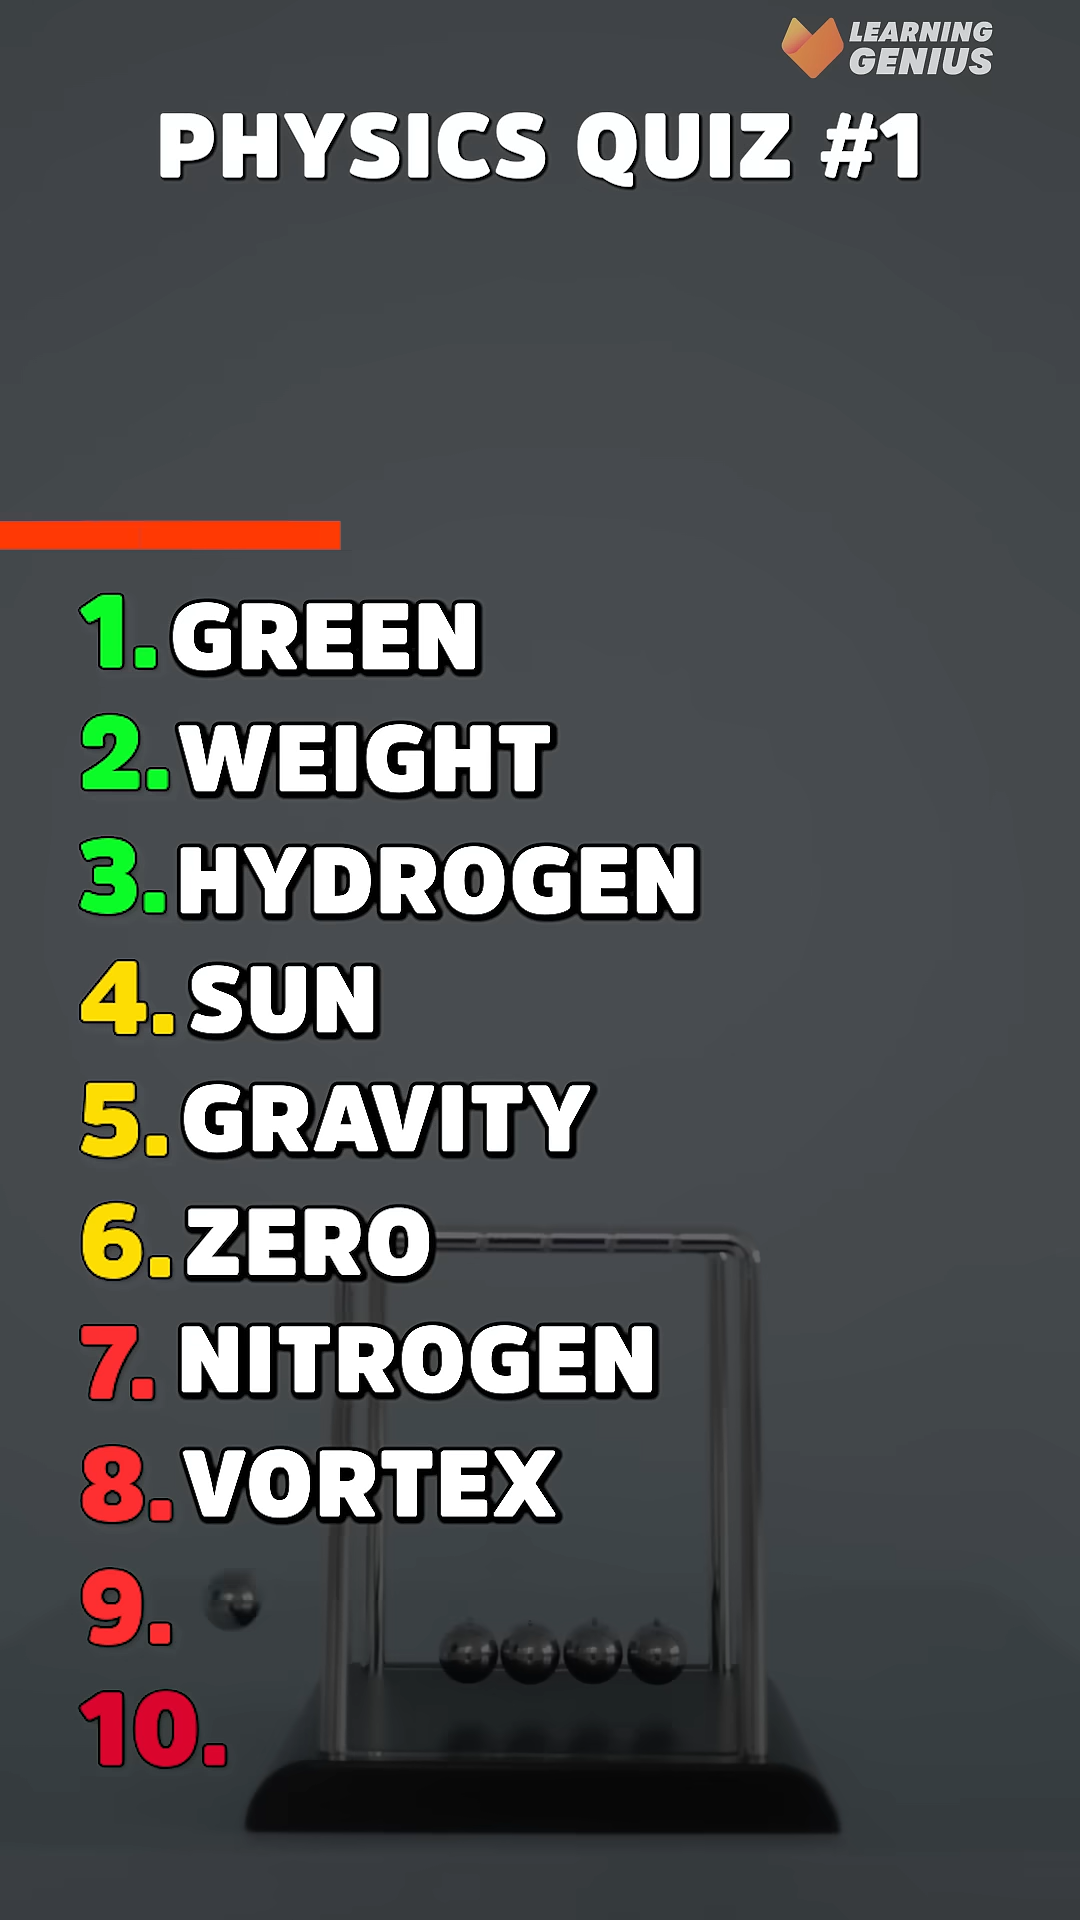 LEARNING
GENIUS
PHYSICS QUIZ #1
1. GREEN
2. WEIGHT
3. HYDROGEN
4. SUN
5. GRAVITY
6. ZERO
7. NITROGEN
8. VORTEX
9.
10.